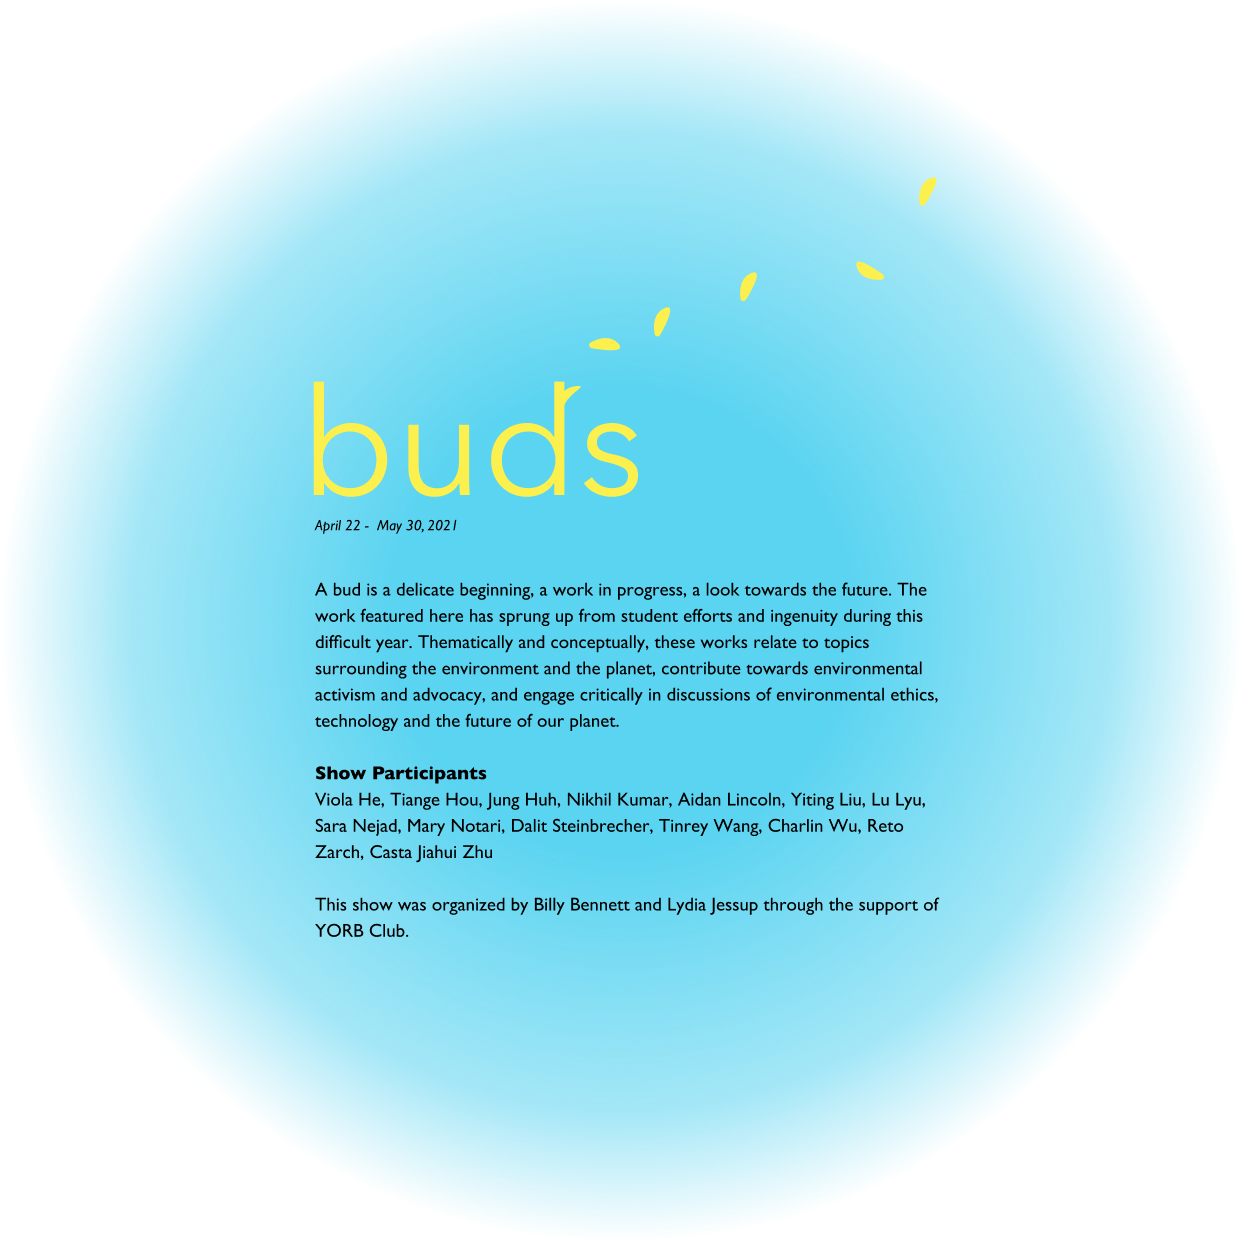 buds
April 22 -  May 30, 2021
A bud is a delicate beginning, a work in progress, a look towards the future. The
work featured here has sprung up from student efforts and ingenuity during this
difficult year. Thematically and conceptually, these works relate to topics
surrounding the environment and the planet, contribute towards environmental
activism and advocacy, and engage critically in discussions of environmental ethics,
technology and the future of our planet.
Show Participants
Viola He, Tiange Hou, Jung Huh, Nikhil Kumar, Aidan Lincoln, Yiting Liu, Lu Lyu,
Sara Nejad, Mary Notari, Dalit Steinbrecher, Tinrey Wang, Charlin Wu, Reto
Zarch, Casta Jiahui Zhu
This show was organized by Billy Bennett and Lydia Jessup through the support of
YORB Club.